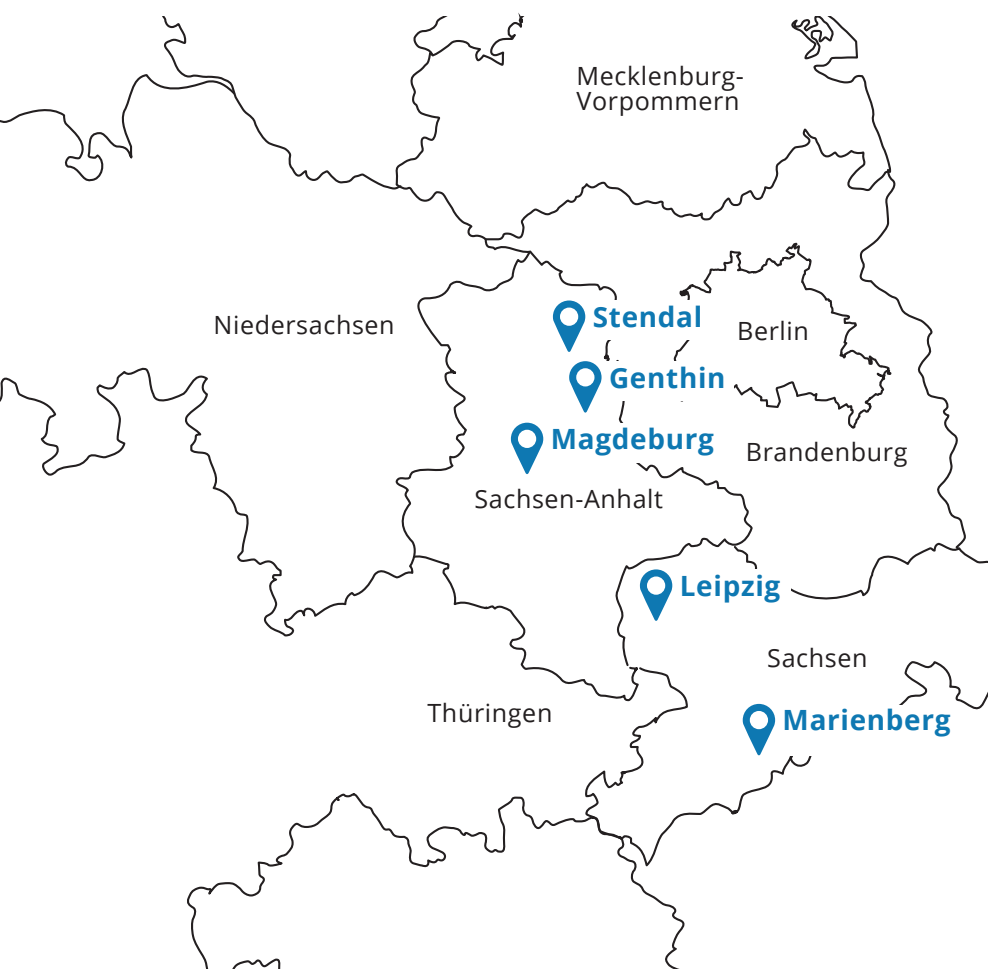 Mecklenburg-
Vorpommern
Niedersachsen
Stendal
Berlin
Genthin
Magdeburg
Brandenburg
Sachsen-Anhalt
Leipzig
Sachsen
Thüringen
Marienberg